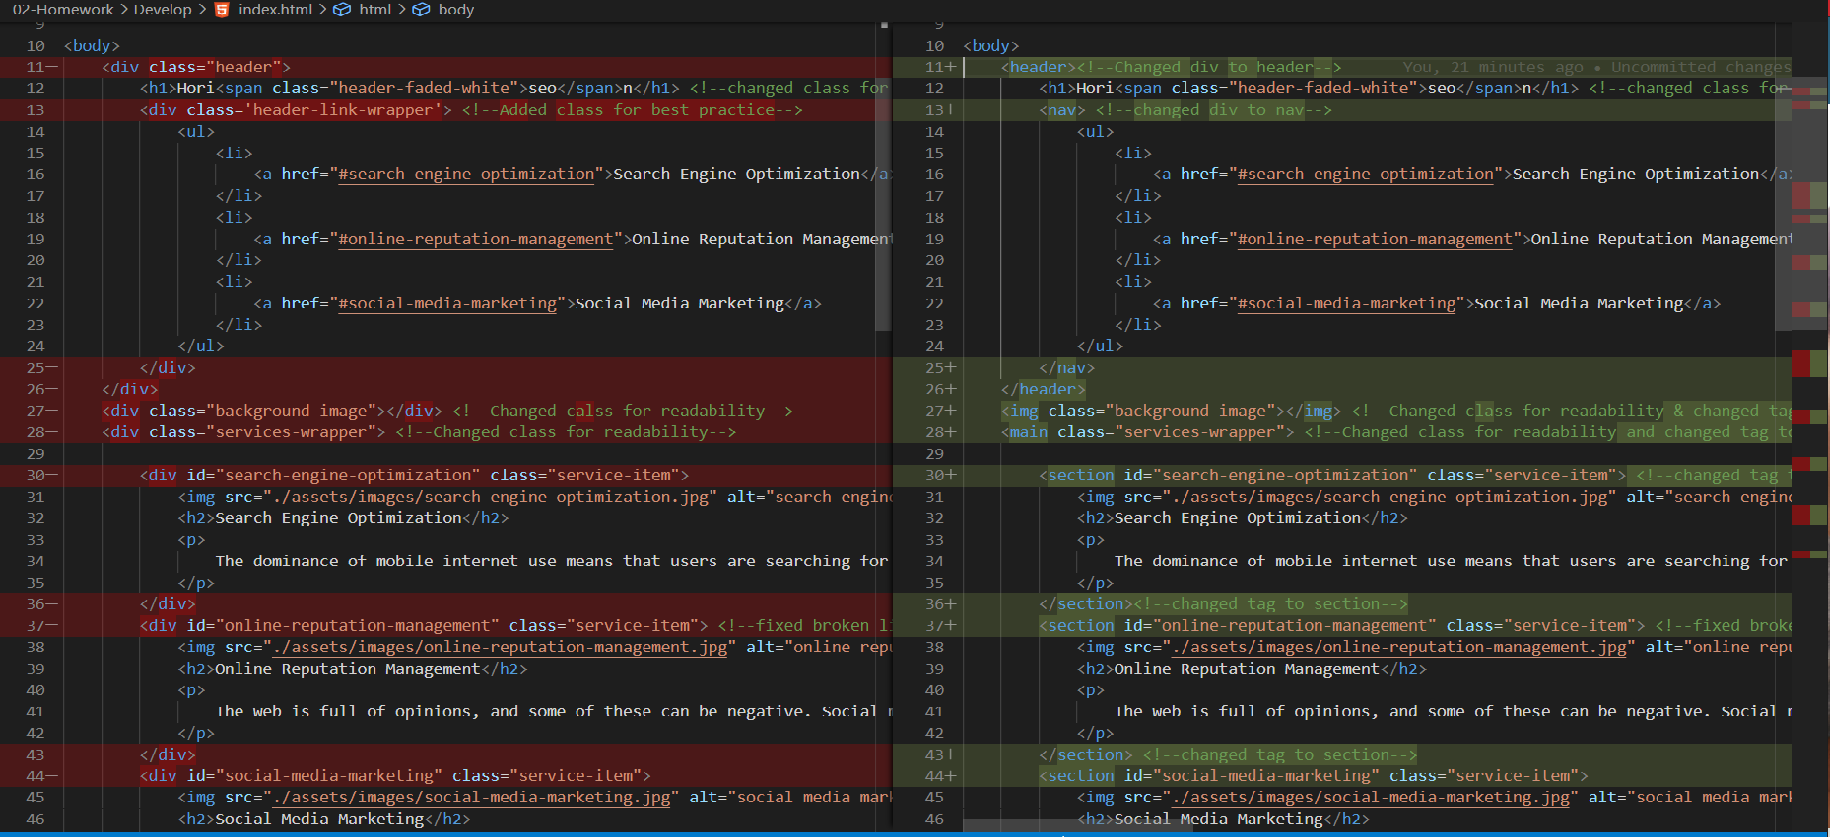 02-Homework > Develop > index.html > html > body
9
10 <body>
11— <div class="header">
12 <h1>Hori<span class="header-faded-white">seo</span>n</h1> <!--changed class for
13— <div class='header-link-wrapper'> <!--Added class for best practice-->
14 <ul>
15 <li>
16 <a href="#search engine optimization">Search Engine Optimization</a
17 </li>
18 <li>
19 <a href="#online-reputation-management">Online Reputation Management
20 </li>
21 <li>
22 <a href="#social-media-marketing">Social Media Marketing</a>
23 </li>
24 </ul>
25— </div>
26— </div>
27— <div class="background image"></div> <!  Changed calss for readability  >
28— <div class="services-wrapper"> <!--Changed class for readability-->
29
30— <div id="search-engine-optimization" class="service-item">
31 <img src="./assets/images/search engine optimization.jpg" alt="search engin
32 <h2>Search Engine Optimization</h2>
33 <p>
34 The dominance of mobile internet use means that users are searching for
35 </p>
36— </div>
37— <div id="online-reputation-management" class="service-item"> <!--fixed broken li
38 <img src="./assets/images/online-reputation-management.jpg" alt="online repu
39 <h2>Online Reputation Management</h2>
40 <p>
41 The web is full of opinions, and some of these can be negative. Social m
42 </p>
43— </div>
44— <div id="social-media-marketing" class="service-item">
45 <img src="./assets/images/social-media-marketing.jpg" alt="social media mark
46 <h2>Social Media Marketing</h2>
9
10 <body>
11+ <header><!--Changed div to header--> You, 21 minutes ago • Uncommitted changes
12 <h1>Hori<span class="header-faded-white">seo</span>n</h1> <!--changed class for
13+ <nav> <!--changed div to nav-->
14 <ul>
15 <li>
16 <a href="#search engine optimization">Search Engine Optimization</a
17 </li>
18 <li>
19 <a href="#online-reputation-management">Online Reputation Management
20 </li>
21 <li>
22 <a href="#social-media-marketing">Social Media Marketing</a>
23 </li>
24 </ul>
25+ </nav>
26+ </header>
27+ <img class="background image"></img> <!  Changed class for readability & changed tag
28+ <main class="services-wrapper"> <!--Changed class for readability and changed tag to
29
30+ <section id="search-engine-optimization" class="service-item"> <!--changed tag
31 <img src="./assets/images/search engine optimization.jpg" alt="search engin
32 <h2>Search Engine Optimization</h2>
33 <p>
34 The dominance of mobile internet use means that users are searching for
35 </p>
36+ </section><!--changed tag to section-->
37+ <section id="online-reputation-management" class="service-item"> <!--fixed broke
38 <img src="./assets/images/online-reputation-management.jpg" alt="online repu
39 <h2>Online Reputation Management</h2>
40 <p>
41 The web is full of opinions, and some of these can be negative. Social m
42 </p>
43+ </section> <!--changed tag to section-->
44+ <section id="social-media-marketing" class="service-item">
45 <img src="./assets/images/social-media-marketing.jpg" alt="social media mark
46 <h2>Social Media Marketing</h2>